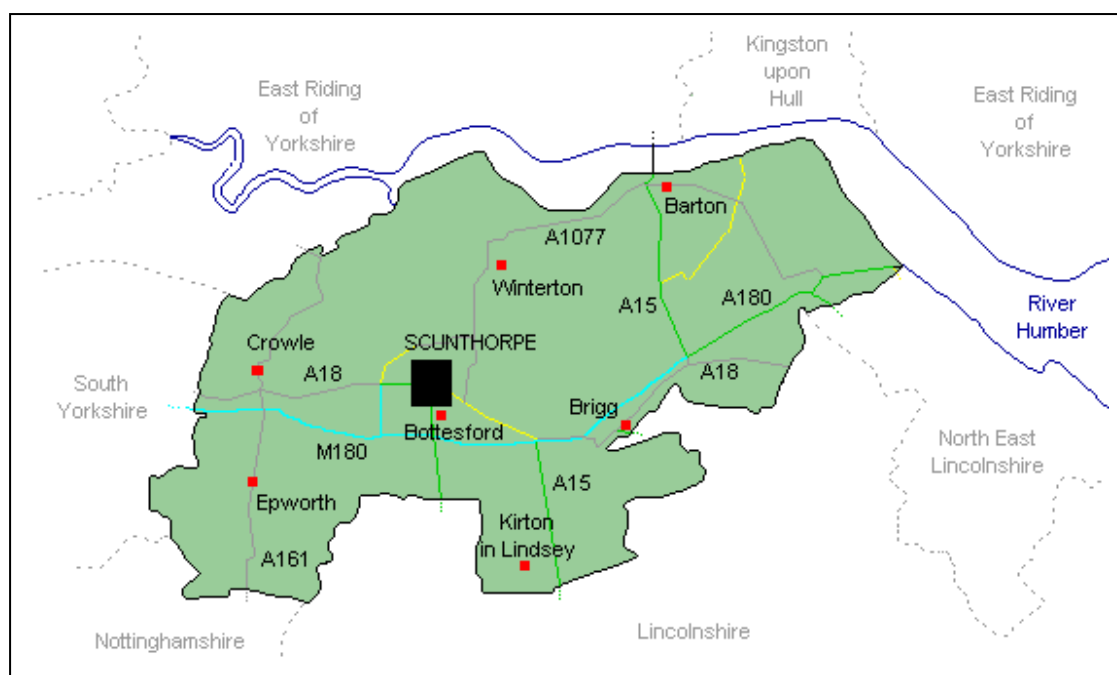 Kingston
upon
Hull
East Riding
of
Yorkshire
East Riding
of
Yorkshire
Barton
A1077
Winterton
A15
A180
River
Humber
SCUNTHORPE
Crowle
A18
A18
South
Yorkshire
Brigg
Bottesford
M180
North East
Lincolnshire
A15
Epworth
Kirton
in Lindsey
A161
Nottinghamshire
Lincolnshire